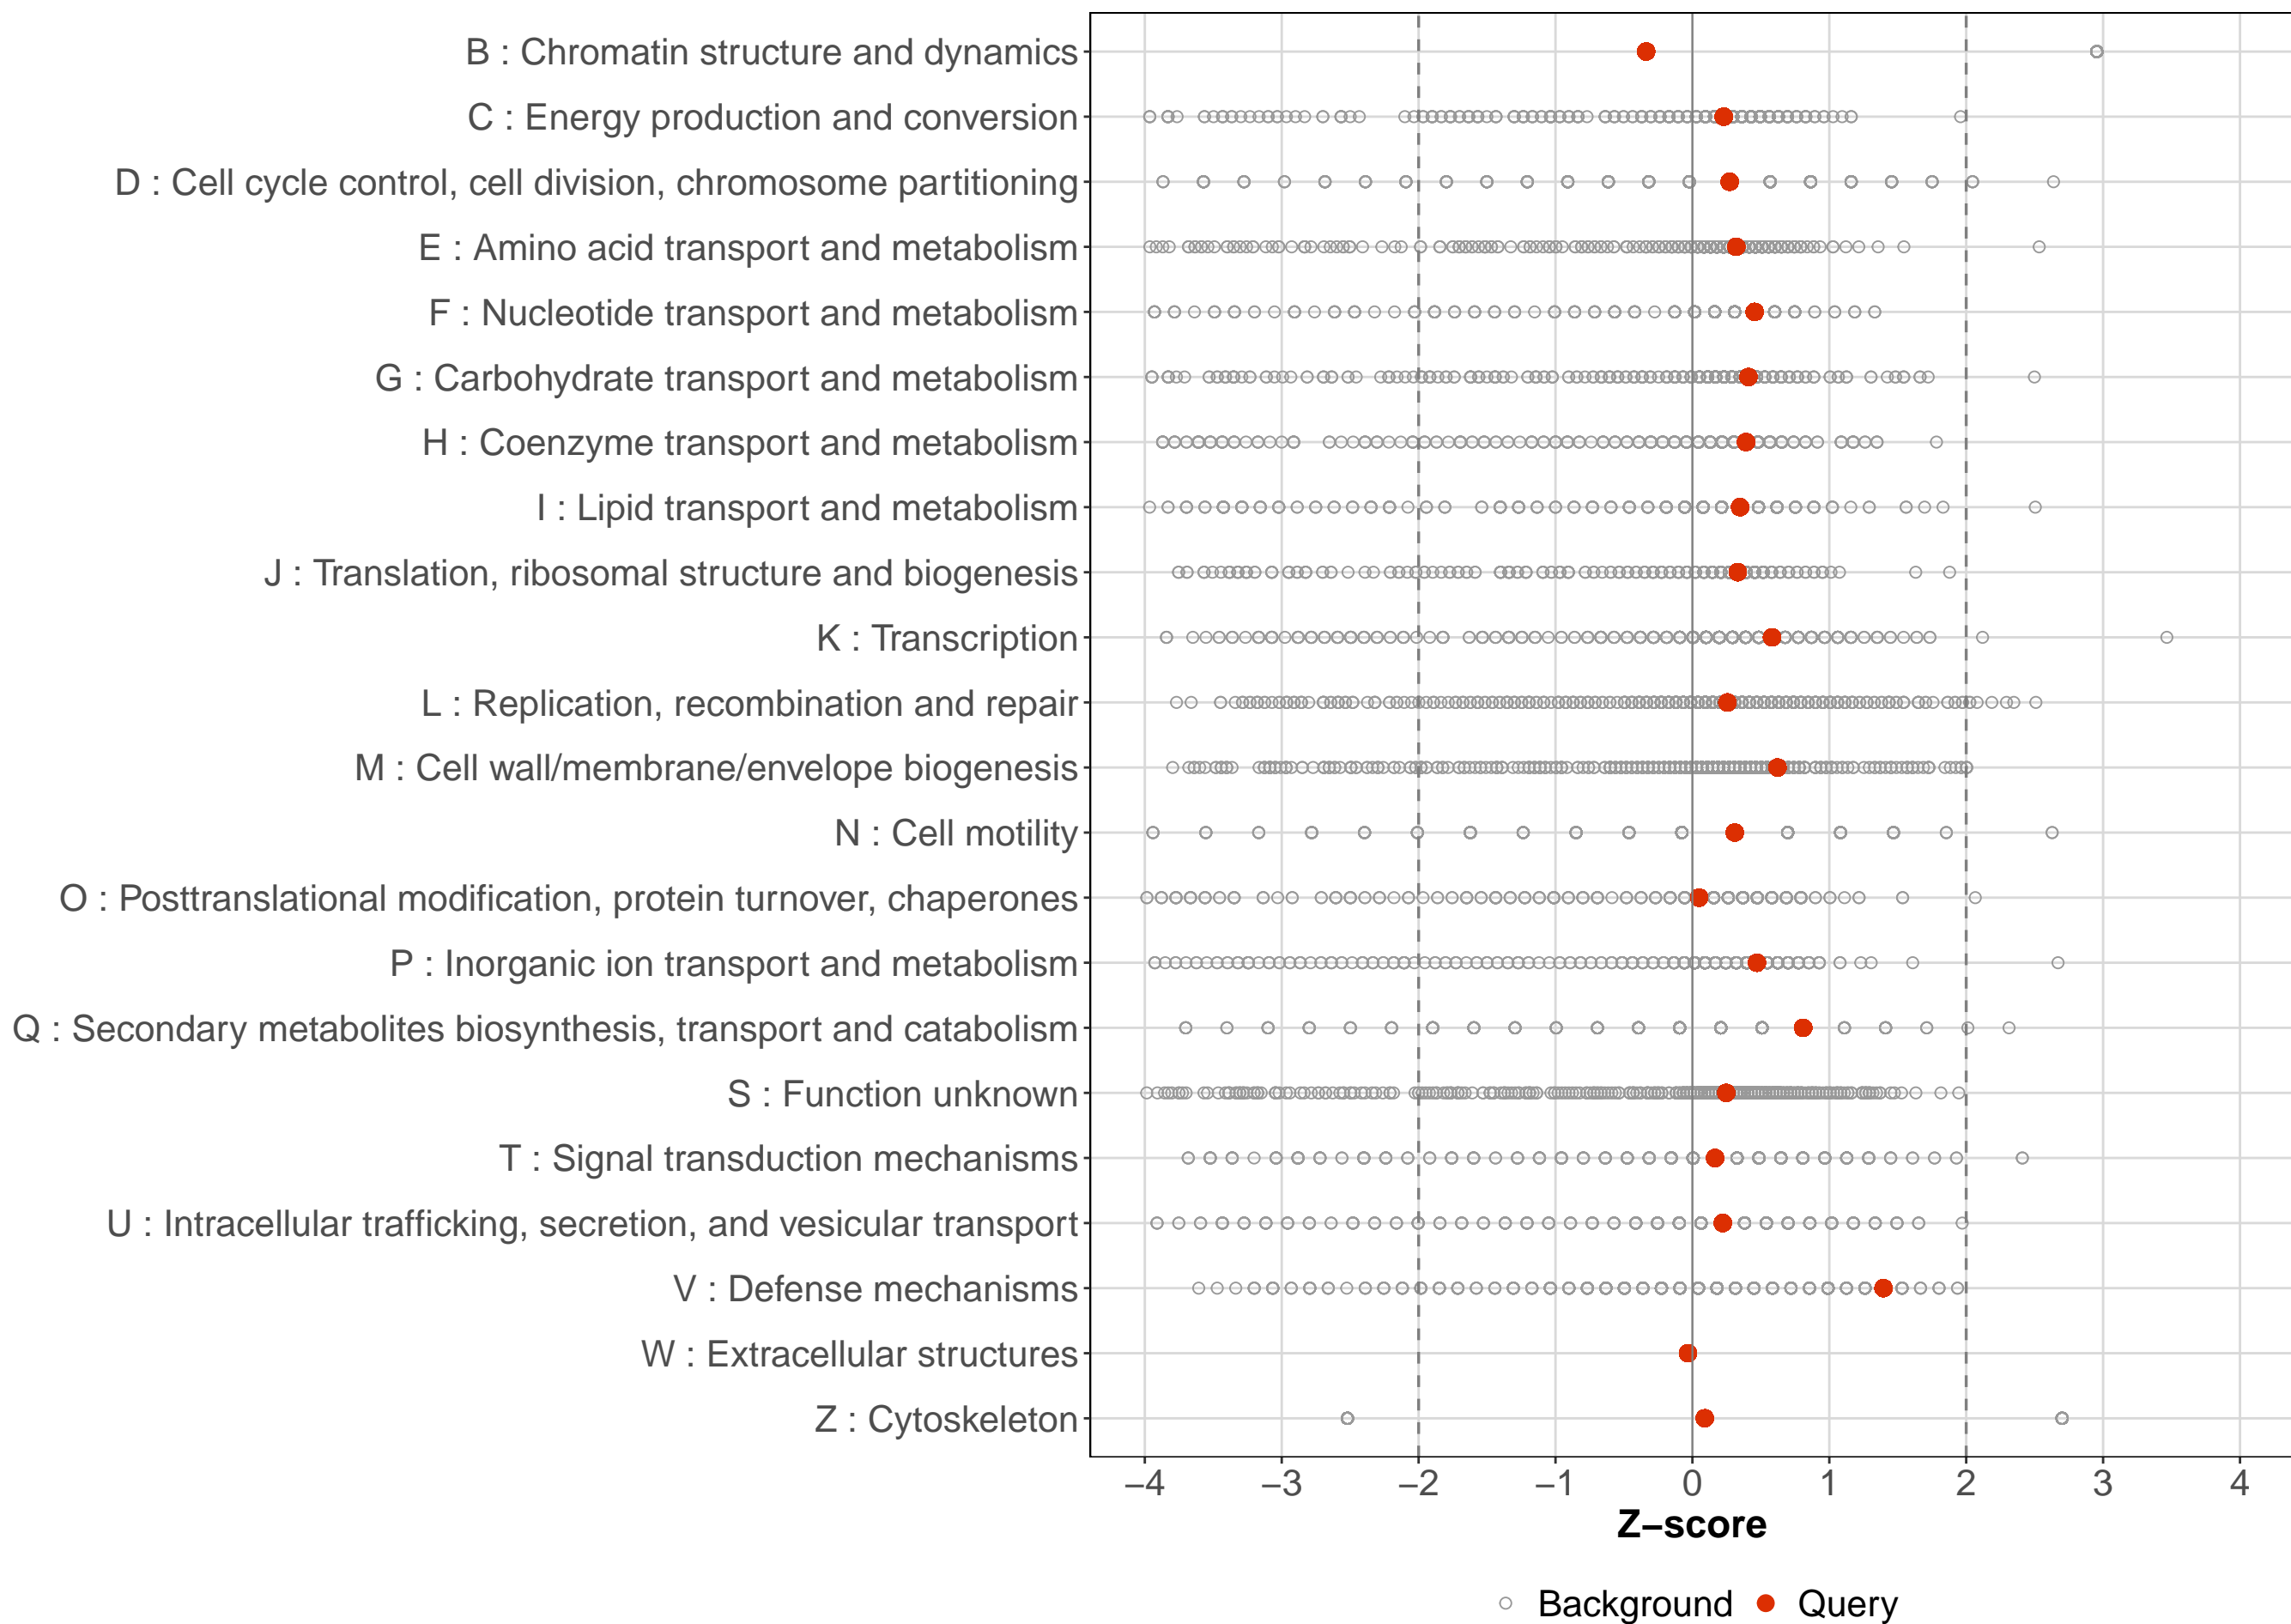 B : Chromatin structure and dynamics
C : Energy production and conversion
D : Cell cycle control, cell division, chromosome partitioning
E : Amino acid transport and metabolism
F : Nucleotide transport and metabolism
G : Carbohydrate transport and metabolism
H : Coenzyme transport and metabolism
I : Lipid transport and metabolism
J : Translation, ribosomal structure and biogenesis
K : Transcription
L : Replication, recombination and repair
M : Cell wall/membrane/envelope biogenesis
N : Cell motility
O : Posttranslational modification, protein turnover, chaperones
P : Inorganic ion transport and metabolism
Q : Secondary metabolites biosynthesis, transport and catabolism
S : Function unknown
T : Signal transduction mechanisms
U : Intracellular trafficking, secretion, and vesicular transport
V : Defense mechanisms
W : Extracellular structures
Z : Cytoskeleton
−4 −3 −2 −1 0 1 2 3 4
Z−score
Background Query